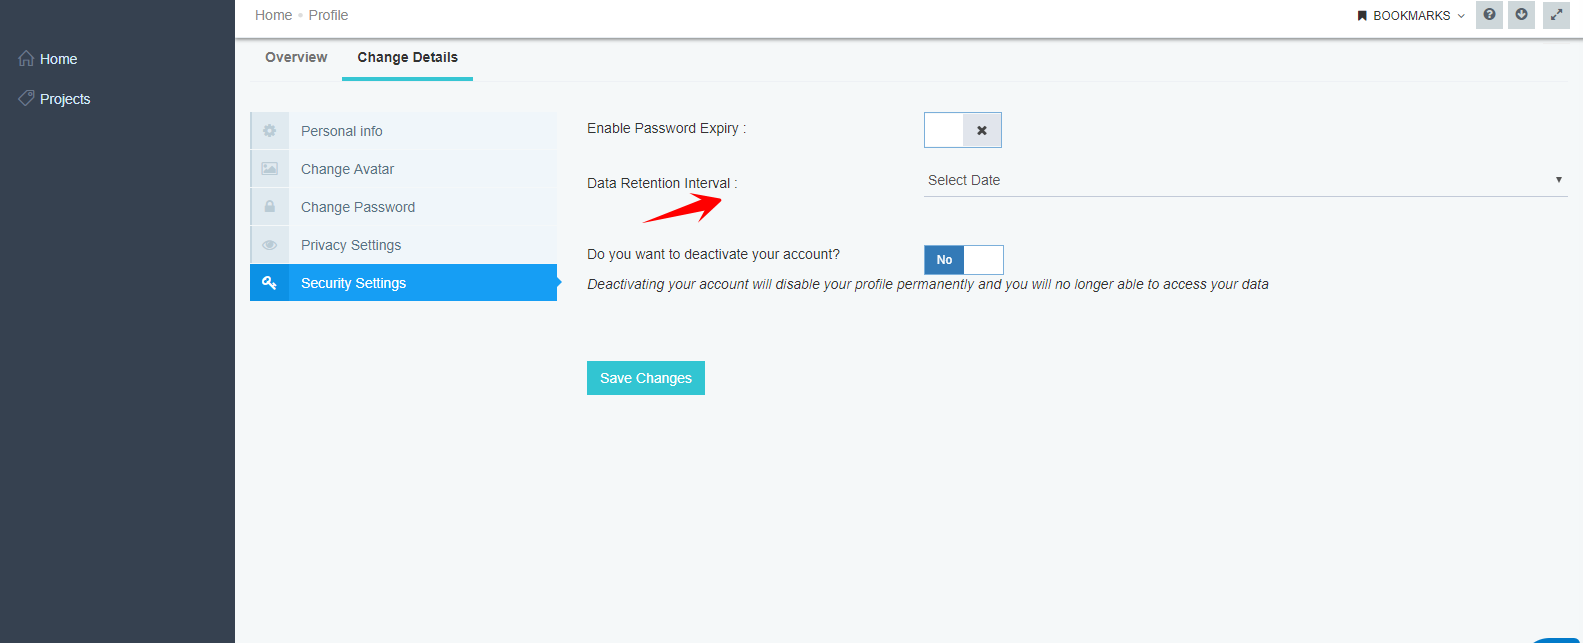 Home • Profile
BOOKMARKS
Home
Projects
Overview
Change Details
Personal info
Change Avatar
Change Password
Privacy Settings
Security Settings
Enable Password Expiry :
Data Retention Interval :
Select Date
Do you want to deactivate your account?
No
Deactivating your account will disable your profile permanently and you will no longer able to access your data
Save Changes